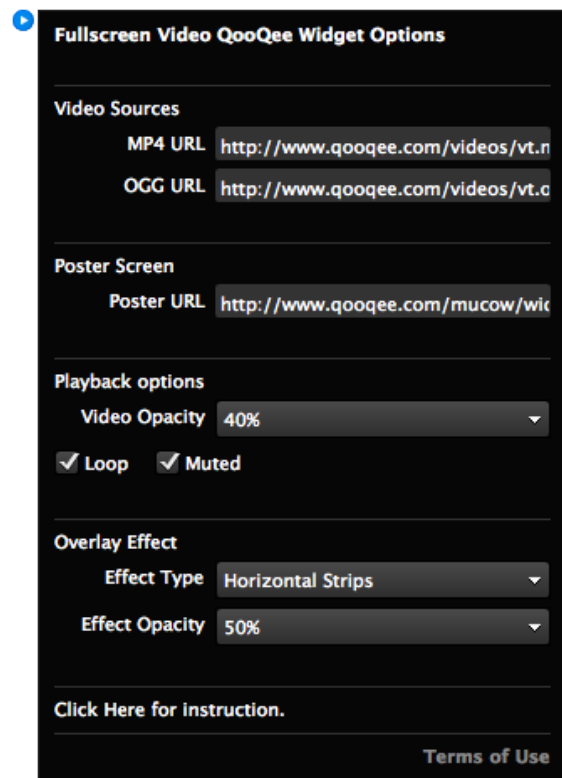 Fullscreen Video QooQee Widget Options
Video Sources
MP4 URL http://www.qooqee.com/videos/vt.n
OGG URL http://www.qooqee.com/videos/vt.o
Poster Screen
Poster URL http://www.qooqee.com/mucow/wid
Playback options
Video Opacity 40%
Loop Muted
Overlay Effect
Effect Type Horizontal Strips
Effect Opacity 50%
Click Here for instruction.
Terms of Use